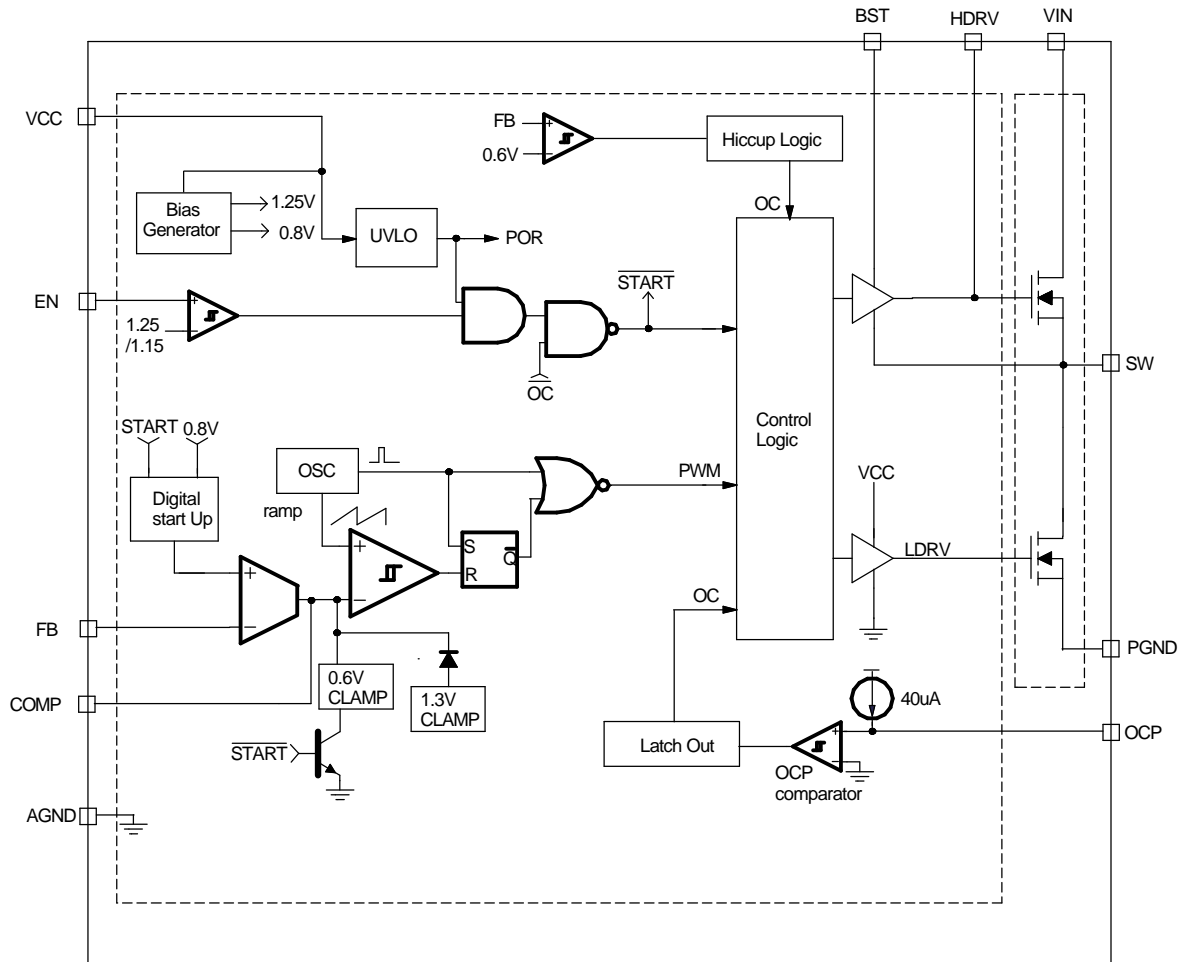 BST
HDRV
VIN
VCC
FB
0.6V
Hiccup Logic
Bias
Generator
1.25V
0.8V
UVLO
POR
OC
START
EN
1.25
/1.15
OC
SW
START
0.8V
Digital
start Up
OSC
ramp
PWM
Control
Logic
VCC
LDRV
S
R
Q
OC
FB
COMP
0.6V
CLAMP
1.3V
CLAMP
START
PGND
40uA
OCP
Latch Out
OCP
comparator
AGND